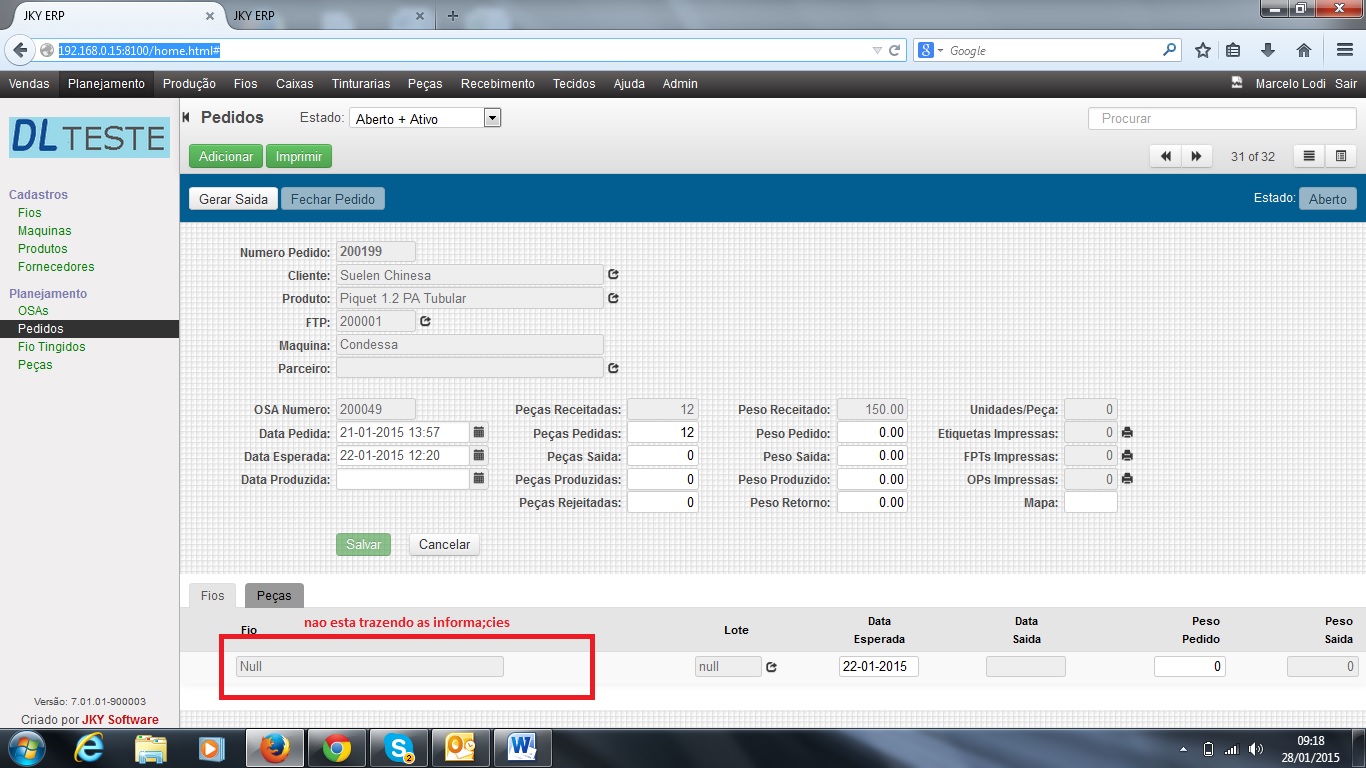 JKY ERP
JKY ERP
192.168.0.15:8100/home.html#
Google
Vendas Planejamento Produção Fios Caixas Tinturarias Peças Recebimento Tecidos Ajuda Admin Marcelo Lodi Sair
DL TESTE
Cadastros
Fios
Maquinas
Produtos
Fornecedores
Planejamento
OSAs
Pedidos
Fio Tingidos
Peças
Versão: 7.01.01-900003
Criado por JKY Software
Pedidos Estado: Aberto + Ativo Procurar
Adicionar Imprimir 31 of 32
Gerar Saida Fechar Pedido Estado: Aberto
Numero Pedido: 200199
Cliente: Suelen Chinesa
Produto: Piquet 1.2 PA Tubular
FTP: 200001
Maquina: Condessa
Parceiro:
OSA Numero: 200049 Peças Receitadas: 12 Peso Receitado: 150.00 Unidades/Peça: 0
Data Pedida: 21-01-2015 13:57 Peças Pedidas: 12 Peso Pedido: 0.00 Etiquetas Impressas: 0
Data Esperada: 22-01-2015 12:20 Peças Saida: 0 Peso Saida: 0.00 FPTs Impressas: 0
Data Produzida: Peças Produzidas: 0 Peso Produzido: 0.00 OPs Impressas: 0
Peças Rejeitadas: 0 Peso Retorno: 0.00 Mapa:
Salvar Cancelar
Fios Peças
nao esta trazendo as informa;cies
Fio Lote Data Esperada Data Saida Peso Pedido Peso Saida
Null null 22-01-2015 0 0
2
09:18
28/01/2015